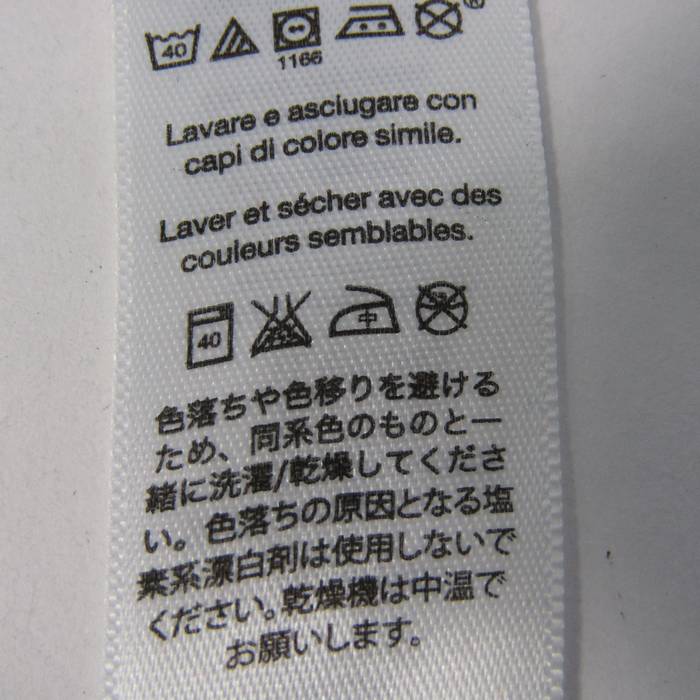 40
1166
®
Lavare e asciugare con
capi di colore simile.
Laver et sécher avec des
couleurs semblables.
40
中
色落ちや色移りを避ける
ため、同系色のものと一
緒に洗濯/乾燥してくださ
い。色落ちの原因となる塩
素系漂白剤は使用しないで
ください。乾燥機は中温で
お願いします。